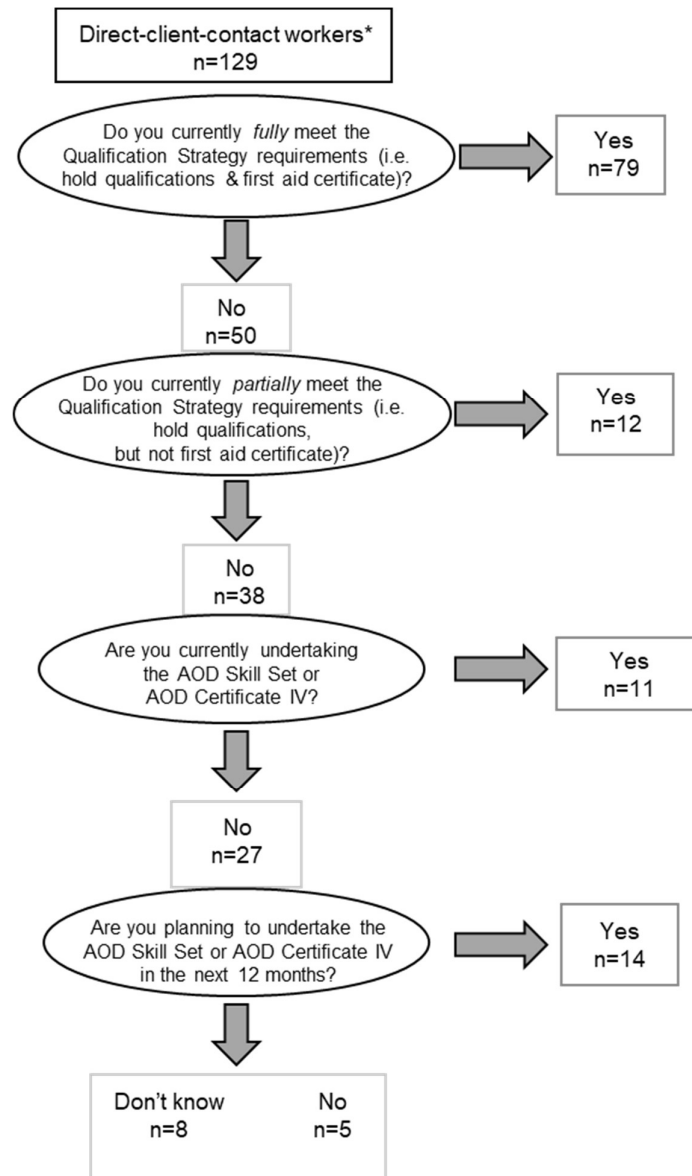 Direct-client-contact workers*
n=129
Do you currently fully meet the
Qualification Strategy requirements (i.e.
hold qualifications & first aid certificate)?
Yes
n=79
No
n=50
Do you currently partially meet the
Qualification Strategy requirements (i.e.
hold qualifications,
but not first aid certificate)?
Yes
n=12
No
n=38
Are you currently undertaking
the AOD Skill Set or
AOD Certificate IV?
Yes
n=11
No
n=27
Are you planning to undertake the
AOD Skill Set or AOD Certificate IV
in the next 12 months?
Yes
n=14
Don't know No
n=8 n=5